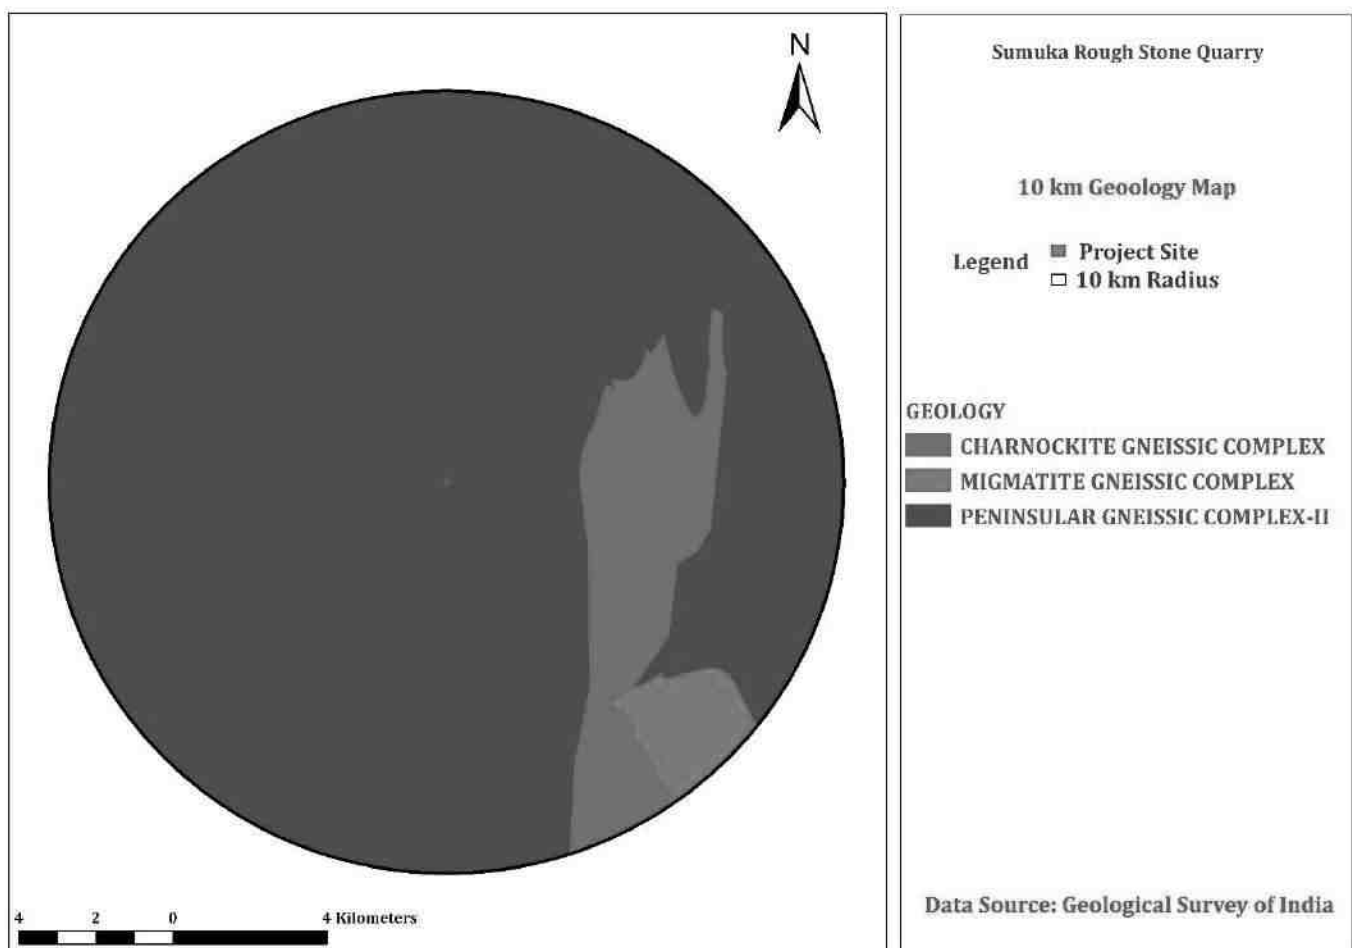 N
4 2 0 4 Kilometers
Sumuka Rough Stone Quarry
10 km Geoology Map
Legend
Project Site
10 km Radius
GEOLOGY
CHARNOCKITE GNEISSIC COMPLEX
MIGMATITE GNEISSIC COMPLEX
PENINSULAR GNEISSIC COMPLEX-II
Data Source: Geological Survey of India